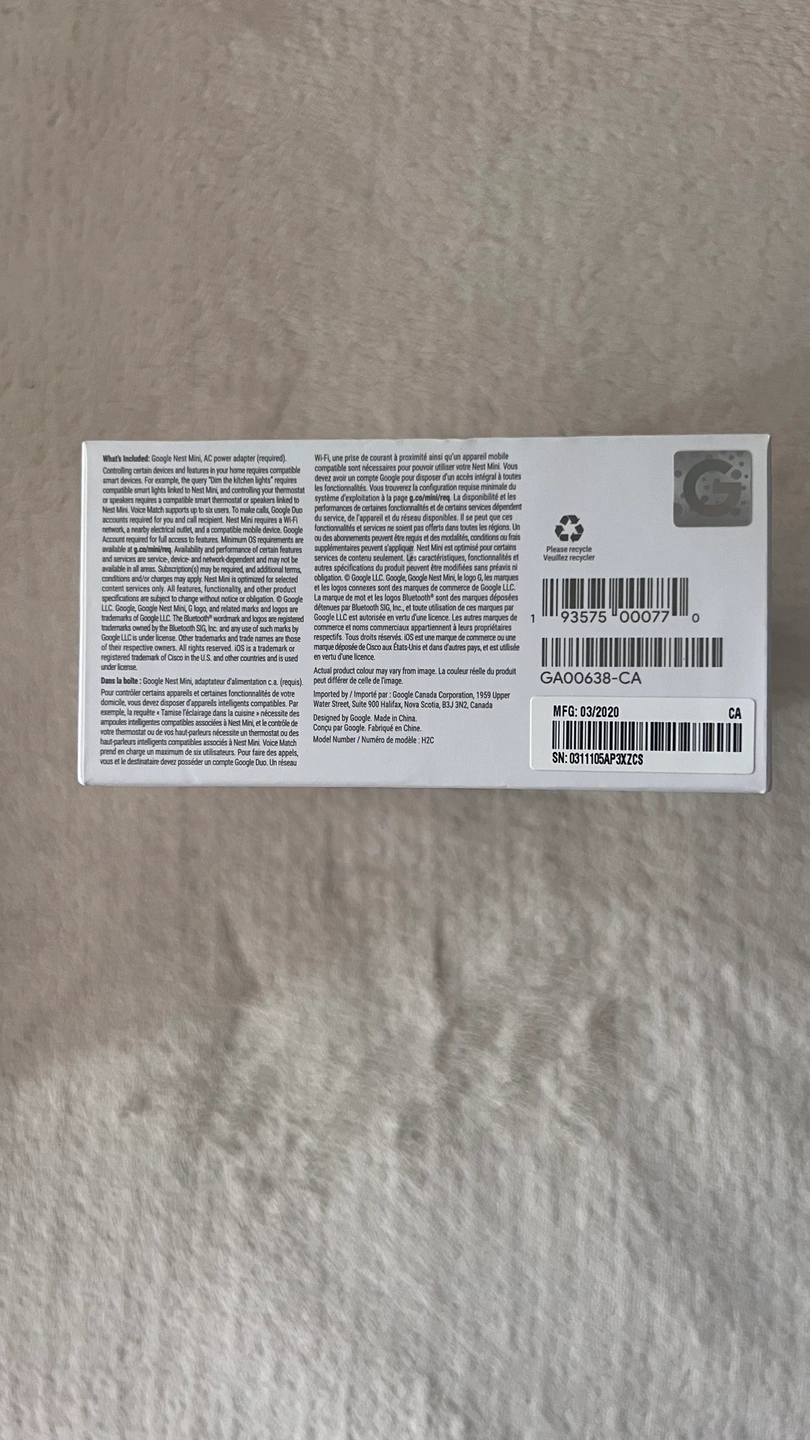 What's Included: Google Nest Mini, AC power adapter (required).
Controlling certain devices and features in your home requires compatible
smart devices. For example, the query "Dim the kitchen lights" requires
compatible smart lights linked to Nest Mini, and controlling your thermostat
or speakers requires a compatible smart thermostat or speakers linked to
Nest Mini. Voice Match supports up to six users. To make calls, Google Duo
accounts required for you and call recipient. Nest Mini requires a Wi-Fi
network, a nearby electrical outlet, and a compatible mobile device. Google
Account required for full access to features. Minimum OS requirements are
available at g.co/mini/req. Availability and performance of certain features
and services are service-, device- and network-dependent and may not be
available in all areas. Subscription(s) may be required, and additional terms,
conditions and/or charges may apply. Nest Mini is optimized for selected
content services only. All features, functionality, and other product
specifications are subject to change without notice or obligation. © Google
LLC. Google, Google Nest Mini, G logo, and related marks and logos are
trademarks of Google LLC. The Bluetooth® wordmark and logos are registered
trademarks owned by the Bluetooth SIG, Inc. and any use of such marks by
Google LLC is under license. Other trademarks and trade names are those
of their respective owners. All rights reserved. iOS is a trademark or
registered trademark of Cisco in the U.S. and other countries and is used
under license.
Dans la boîte : Google Nest Mini, adaptateur d'alimentation c.a. (requis).
Pour contrôler certains appareils et certaines fonctionnalités de votre
domicile, vous devez disposer d'appareils intelligents compatibles. Par
exemple, la requête « Tamise l'éclairage dans la cuisine » nécessite des
ampoules intelligentes compatibles associées à Nest Mini, et le contrôle de
votre thermostat ou de vos haut-parleurs nécessite un thermostat ou des
haut-parleurs intelligents compatibles associés à Nest Mini. Voice Match
prend en charge un maximum de six utilisateurs. Pour faire des appels,
vous et le destinataire devez posséder un compte Google Duo. Un réseau
Wi-Fi, une prise de courant à proximité ainsi qu'un appareil mobile
compatible sont nécessaires pour pouvoir utiliser votre Nest Mini. Vous
devez avoir un compte Google pour disposer d'un accès intégral à toutes
les fonctionnalités. Vous trouverez la configuration requise minimale du
système d'exploitation à la page g.co/mini/req. La disponibilité et les
performances de certaines fonctionnalités et de certains services dépendent
du service, de l'appareil et du réseau disponibles. Il se peut que ces
fonctionnalités et services ne soient pas offerts dans toutes les régions. Un
ou des abonnements peuvent être requis et des modalités, conditions ou frais
supplémentaires peuvent s'appliquer. Nest Mini est optimisé pour certains
services de contenu seulement. Les caractéristiques, fonctionnalités et
autres spécifications du produit peuvent être modifiées sans préavis ni
obligation. © Google LLC. Google, Google Nest Mini, le logo G, les marques
et les logos connexes sont des marques de commerce de Google LLC.
La marque de mot et les logos Bluetooth® sont des marques déposées
détenues par Bluetooth SIG, Inc., et toute utilisation de ces marques par
Google LLC est autorisée en vertu d'une licence. Les autres marques de
commerce et noms commerciaux appartiennent à leurs propriétaires
respectifs. Tous droits réservés. iOS est une marque de commerce ou une
marque déposée de Cisco aux États-Unis et dans d'autres pays, et est utilisée
en vertu d'une licence.
Actual product colour may vary from image. La couleur réelle du produit
peut différer de celle de l'image.
Imported by / Importé par : Google Canada Corporation, 1959 Upper
Water Street, Suite 900 Halifax, Nova Scotia, B3J 3N2, Canada
Designed by Google. Made in China.
Conçu par Google. Fabriqué en Chine.
Model Number / Numéro de modèle : H2C
G
Please recycle
Veuillez recycler
1 93575 00077 0
GA00638-CA
MFG: 03/2020 CA
SN: 0311105AP3XZCS